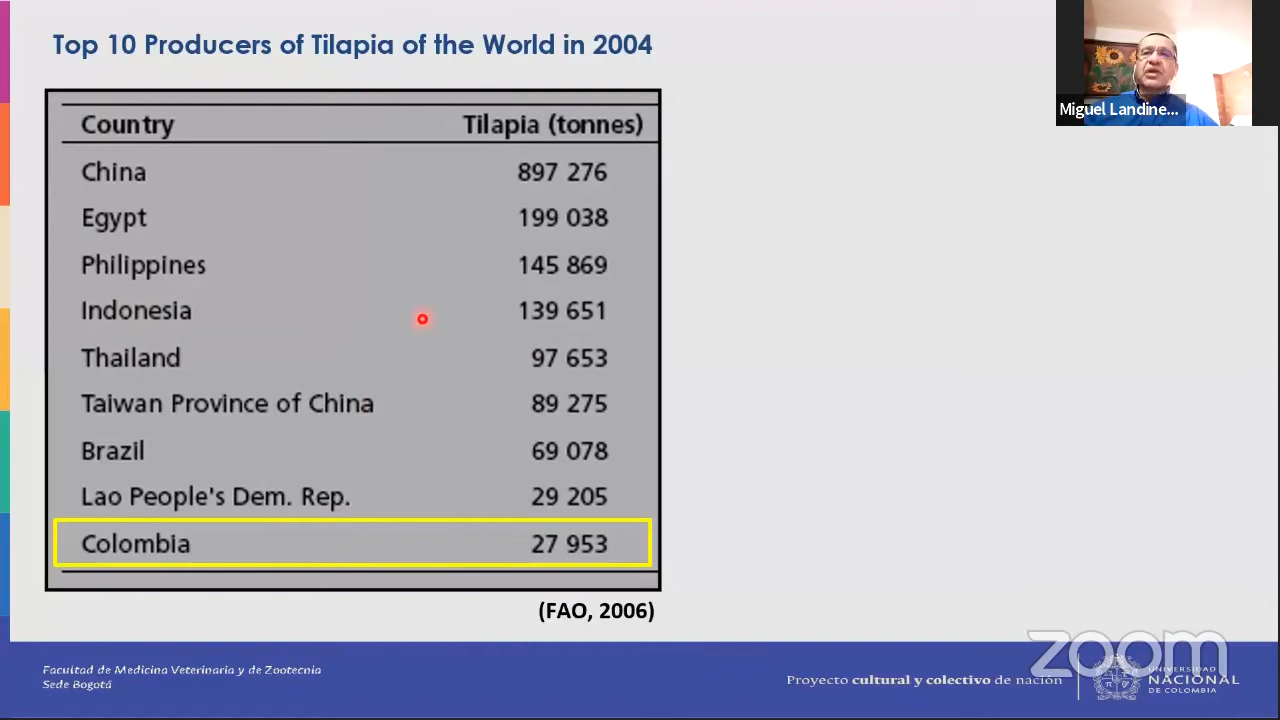 Top 10 Producers of Tilapia of the World in 2004
Miguel Landine...
Country Tilapia (tonnes)
China 897 276
Egypt 199 038
Philippines 145 869
Indonesia 139 651
Thailand 97 653
Taiwan Province of China 89 275
Brazil 69 078
Lao People's Dem. Rep. 29 205
Colombia 27 953
(FAO, 2006)
zoom
Facultad de Medicina Veterinaria y de Zootecnia
Sede Bogotá
Proyecto cultural y colectivo de nación
UNIVERSIDAD
NACIONAL
DE COLOMBIA